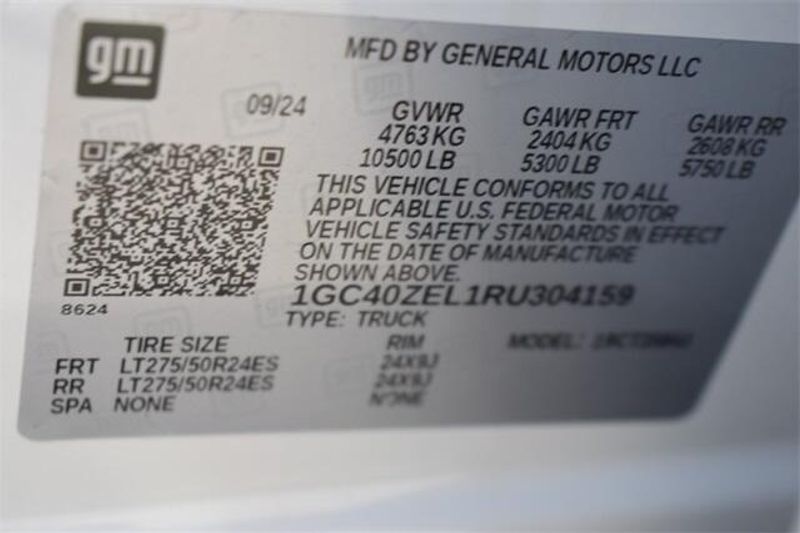 gm
MFD BY GENERAL MOTORS LLC
09/24 GVWR GAWR FRT GAWR RR
4763 KG 2404 KG 2608 KG
10500 LB 5300 LB 5750 LB
THIS VEHICLE CONFORMS TO ALL
APPLICABLE U.S. FEDERAL MOTOR
VEHICLE SAFETY STANDARDS IN EFFECT
ON THE DATE OF MANUFACTURE
SHOWN ABOVE.
8624 1GC40ZEL1RU304159
TYPE: TRUCK
TIRE SIZE RIM MODEL:
FRT LT275/50R24ES 24X9J
RR LT275/50R24ES 24X9J
SPA NONE NONE